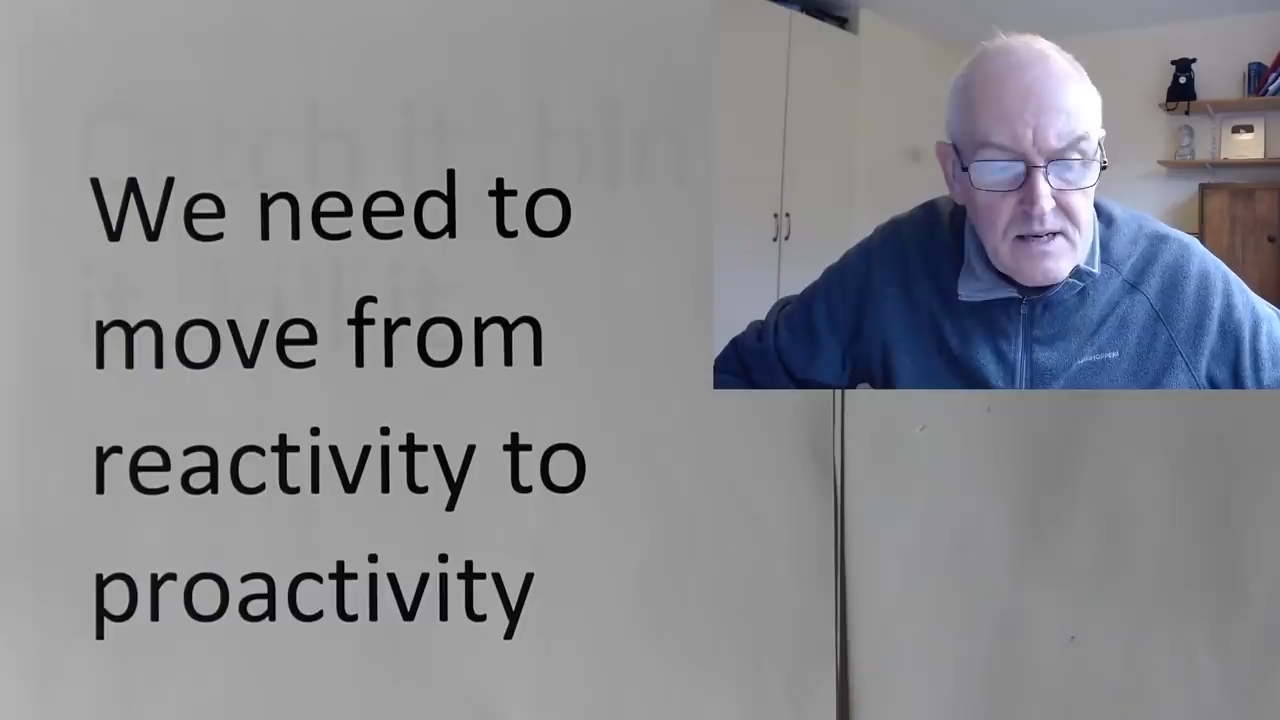 We need to
move from
reactivity to
proactivity